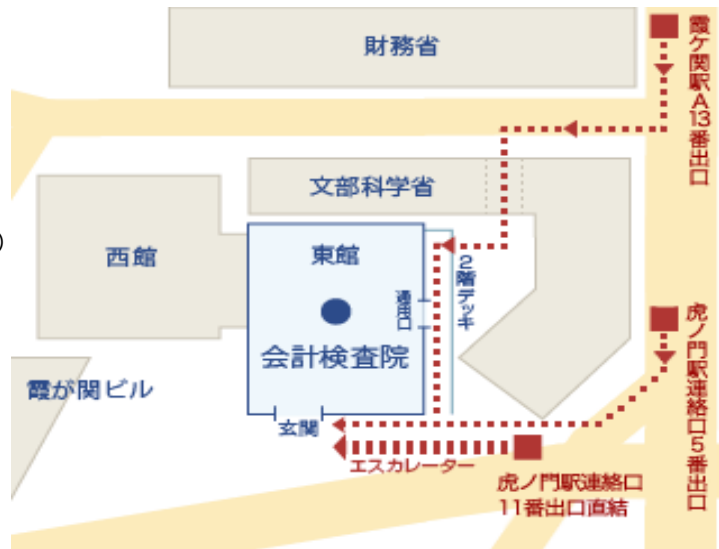 財務省
霞ケ関駅A13番出口
文部科学省
西館
東館
2階デッキ
通用口
会計検査院
虎ノ門駅連絡口5番出口
霞が関ビル
玄関
エスカレーター
虎ノ門駅連絡口
11番出口直結
)